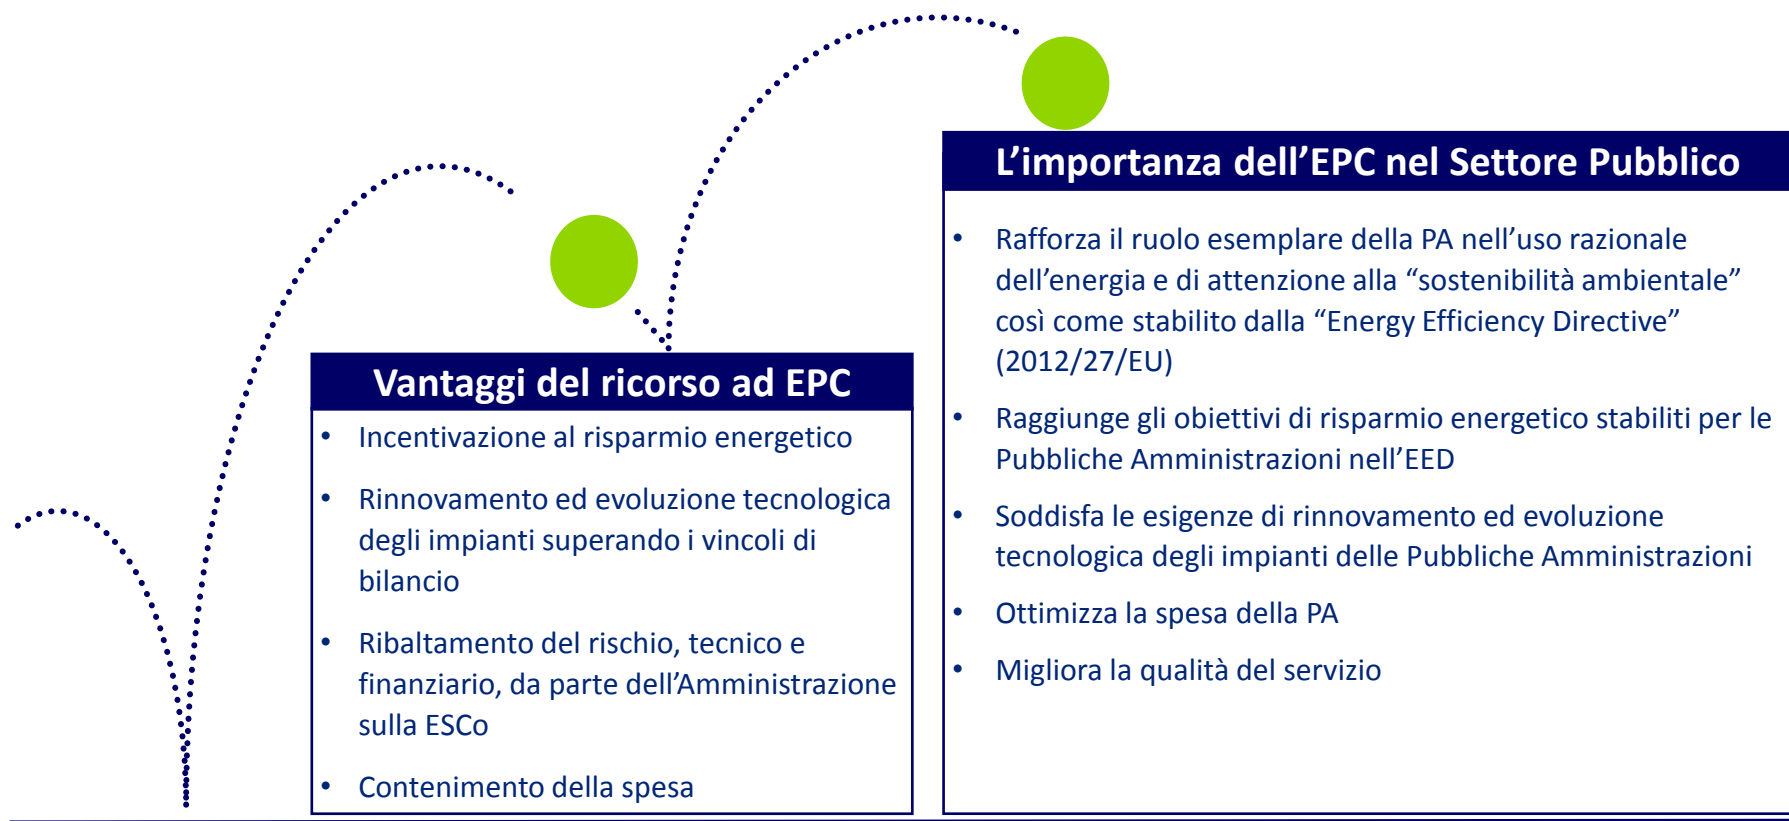 Vantaggi del ricorso ad EPC
• Incentivazione al risparmio energetico
• Rinnovamento ed evoluzione tecnologica
degli impianti superando i vincoli di
bilancio
• Ribaltamento del rischio, tecnico e
finanziario, da parte dell’Amministrazione
sulla ESCo
• Contenimento della spesa
L’importanza dell’EPC nel Settore Pubblico
• Rafforza il ruolo esemplare della PA nell’uso razionale
dell’energia e di attenzione alla “sostenibilità ambientale”
così come stabilito dalla “Energy Efficiency Directive”
(2012/27/EU)
• Raggiunge gli obiettivi di risparmio energetico stabiliti per le
Pubbliche Amministrazioni nell’EED
• Soddisfa le esigenze di rinnovamento ed evoluzione
tecnologica degli impianti delle Pubbliche Amministrazioni
• Ottimizza la spesa della PA
• Migliora la qualità del servizio